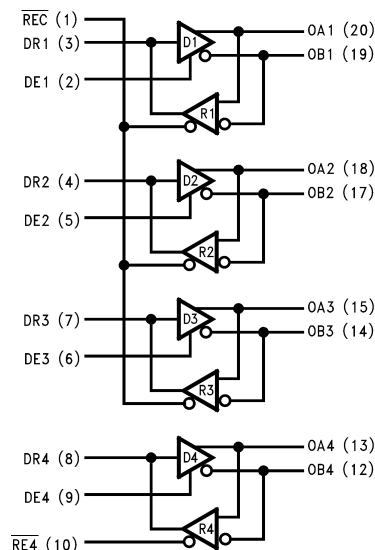 REC (1)
OA1 (20)
DR1 (3)
D1
OB1 (19)
DE1 (2)
R1
OA2 (18)
DR2 (4)
D2
OB2 (17)
DE2 (5)
R2
OA3 (15)
DR3 (7)
D3
OB3 (14)
DE3 (6)
R3
OA4 (13)
DR4 (8)
D4
OB4 (12)
DE4 (9)
R4
RE4 (10)